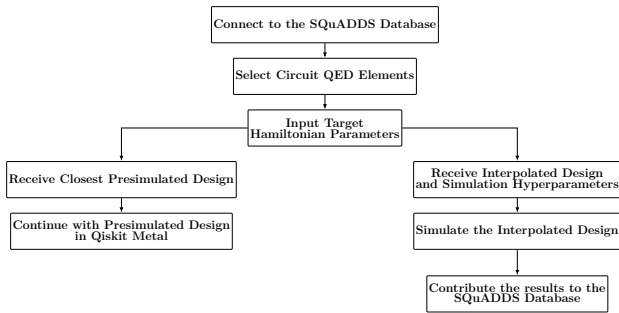 Connect to the SQuADDS Database
Select Circuit QED Elements
Input Target
Hamiltonian Parameters
Receive Closest Presimulated Design
Continue with Presimulated Design
in Qiskit Metal
Receive Interpolated Design
and Simulation Hyperparameters
Simulate the Interpolated Design
Contribute the results to the
SQuADDS Database